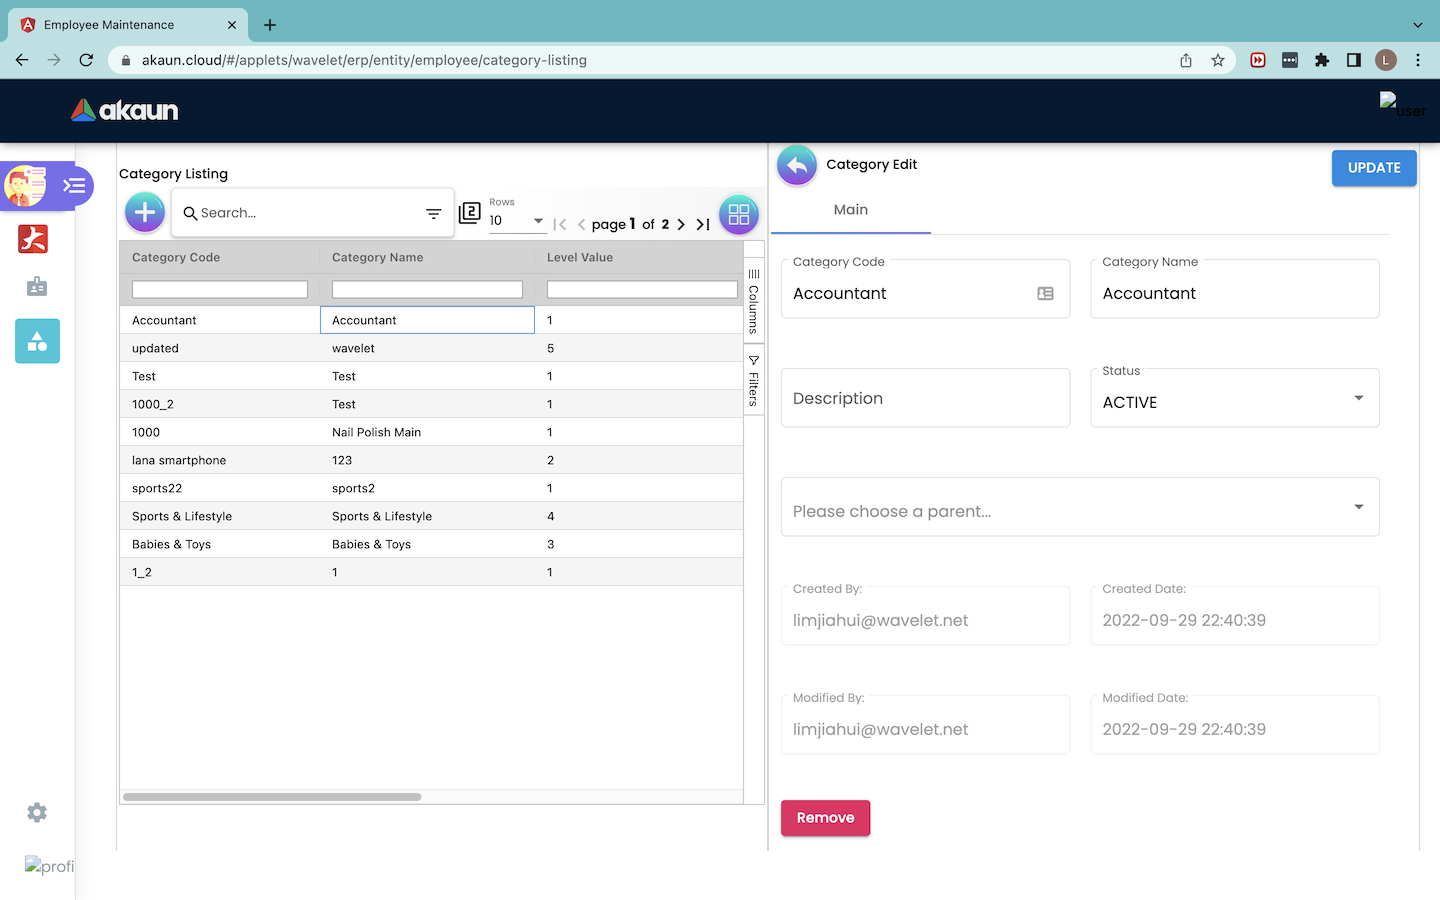 Employee Maintenance
akaun.cloud/#/applets/wavelet/erp/entity/employee/category-listing
L
akaun
user
Category Listing
Search...
2
Rows
10
page 1 of 2
Category Code Category Name Level Value
Accountant Accountant 1
updated wavelet 5
Test Test 1
1000_2 Test 1
1000 Nail Polish Main 1
lana smartphone 123 2
sports22 sports2 1
Sports & Lifestyle Sports & Lifestyle 4
Babies & Toys Babies & Toys 3
1_2 1 1
Columns
Filters
Category Edit
UPDATE
Main
Category Code
Accountant
Category Name
Accountant
Description
Status
ACTIVE
Please choose a parent...
Created By:
limjiahui@wavelet.net
Created Date:
2022-09-29 22:40:39
Modified By:
limjiahui@wavelet.net
Modified Date:
2022-09-29 22:40:39
Remove
profi